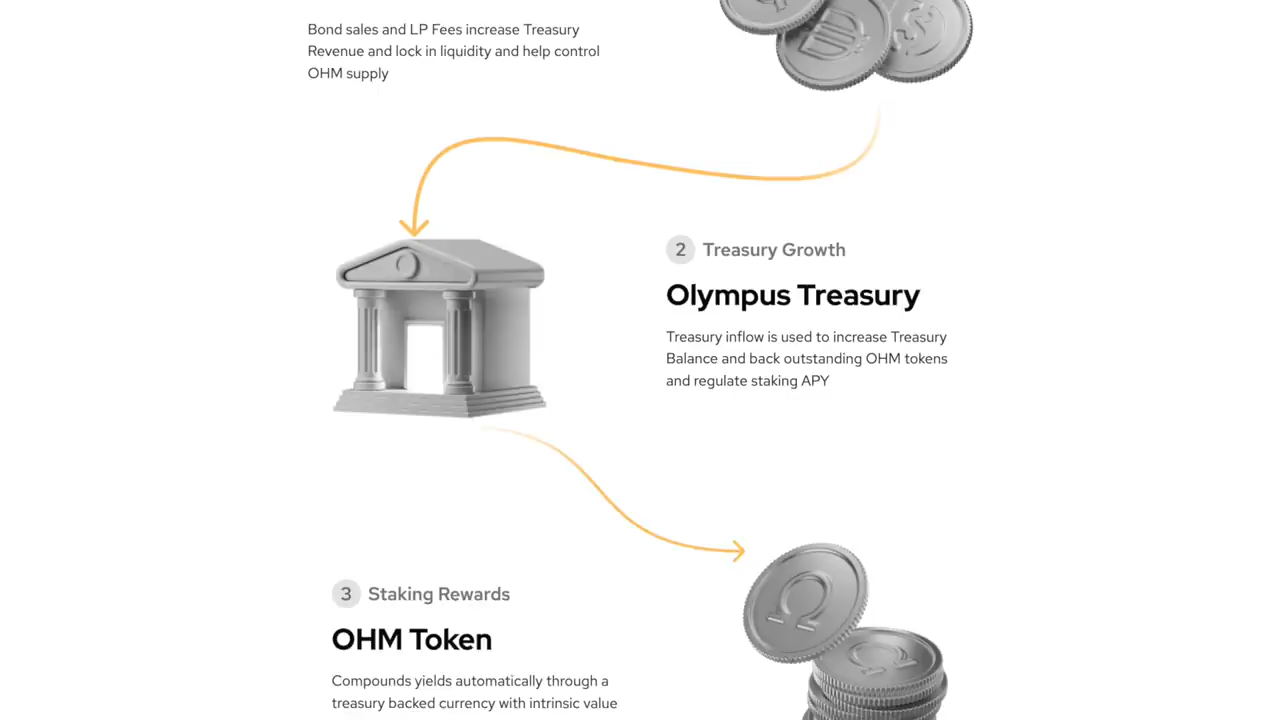 Bond sales and LP Fees increase Treasury
Revenue and lock in liquidity and help control
OHM supply
2 Treasury Growth
Olympus Treasury
Treasury inflow is used to increase Treasury
Balance and back outstanding OHM tokens
and regulate staking APY
3 Staking Rewards
OHM Token
Compounds yields automatically through a
treasury backed currency with intrinsic value